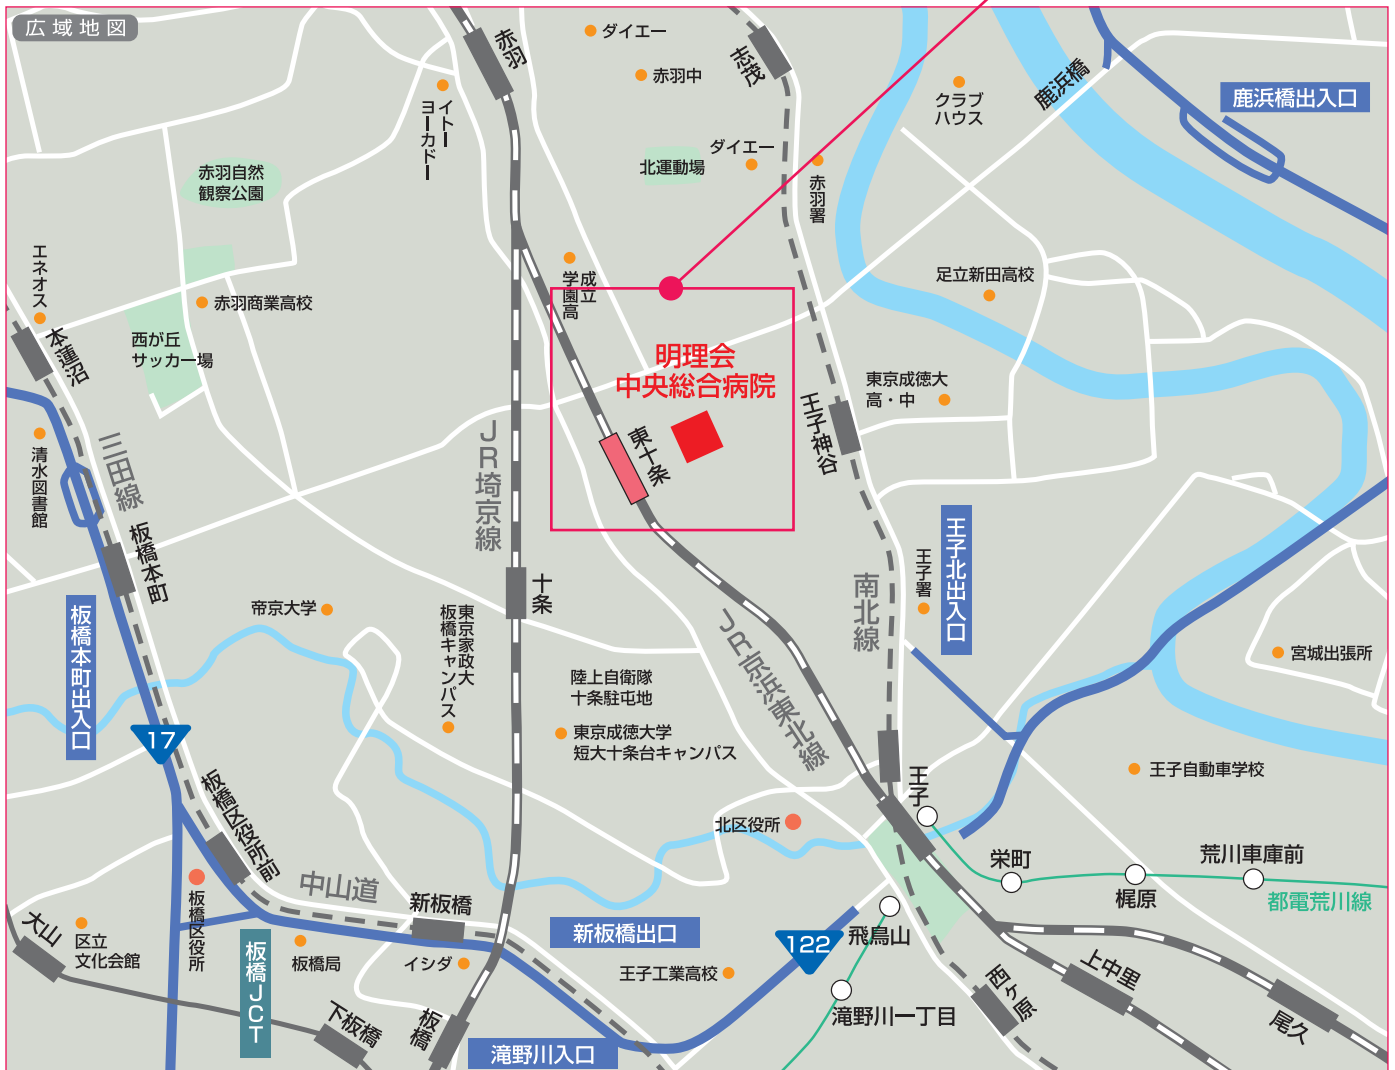 広域地図
赤羽
ダイエー
赤羽中
志茂
クラブ
ハウス
鹿浜橋
鹿浜橋出入口
イトー
ヨーカドー
赤羽自然
観察公園
北運動場
ダイエー
赤羽署
エネオス
本蓮沼
赤羽商業高校
西が丘
サッカー場
成立
学園高
足立新田高校
明理会
中央総合病院
東十条
東京成徳大
高・中
王子神谷
清水図書館
三田線
JR埼京線
板橋本町
十条
王子署
王子北出入口
南北線
板橋本町出入口
帝京大学
東京家政大
板橋キャンパス
陸上自衛隊
十条駐屯地
東京成徳大学
短大十条台キャンパス
JR京浜東北線
宮城出張所
17
王子自動車学校
板橋区役所前
王子
北区役所
栄町
梶原
荒川車庫前
都電荒川線
中山道
新板橋
板橋区役所
大山
区立
文化会館
板橋JCT
板橋局
イシダ
新板橋出口
122
飛鳥山
王子工業高校
滝野川一丁目
西ヶ原
上中里
尾久
下板橋
板橋
滝野川入口